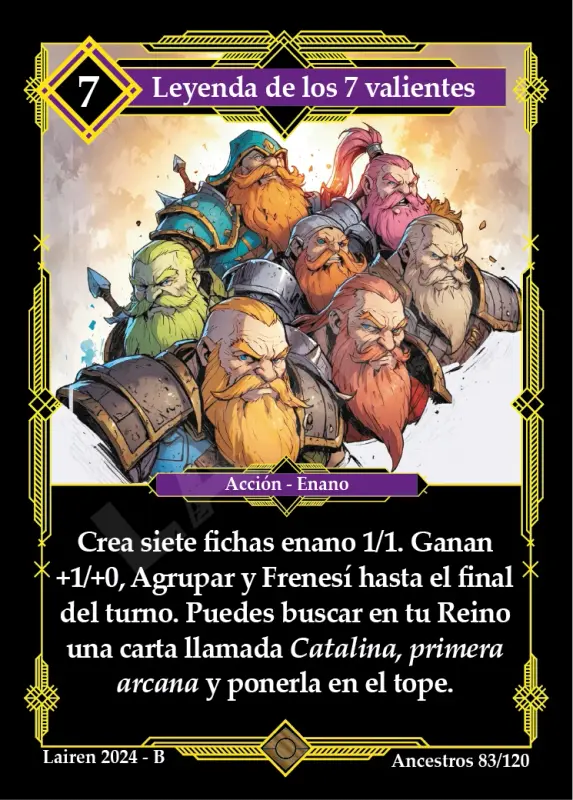 7
Leyenda de los 7 valientes
Acción - Enano
Crea siete fichas enano 1/1. Ganan
+1/+0, Agrupar y Frenesí hasta el final
del turno. Puedes buscar en tu Reino
una carta llamada Catalina, primera
arcana y ponerla en el tope.
Lairen 2024 - B
Ancestros 83/120